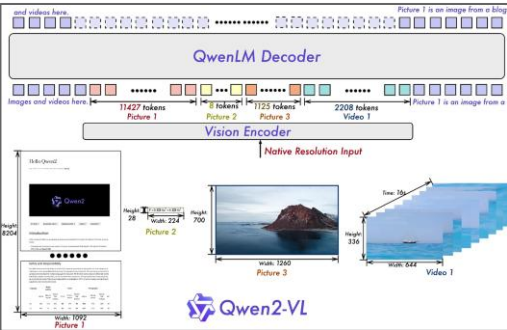 and videos here.
Picture 1 is an image from a blog
QwenLM Decoder
Images and videos here.
11427 tokens
Picture 1
8 tokens
Picture 2
1125 tokens
Picture 3
2208 tokens
Video 1
Picture 1 is an image from a
Vision Encoder
Native Resolution Input
Hello Qwen2
Qwen2
Introduction
Height:
8204
Width: 1092
Picture 1
Height:
28
Width: 224
Picture 2
Height:
700
Width: 1260
Picture 3
Time: 16s
Height:
336
Width: 644
Video 1
Qwen2-VL